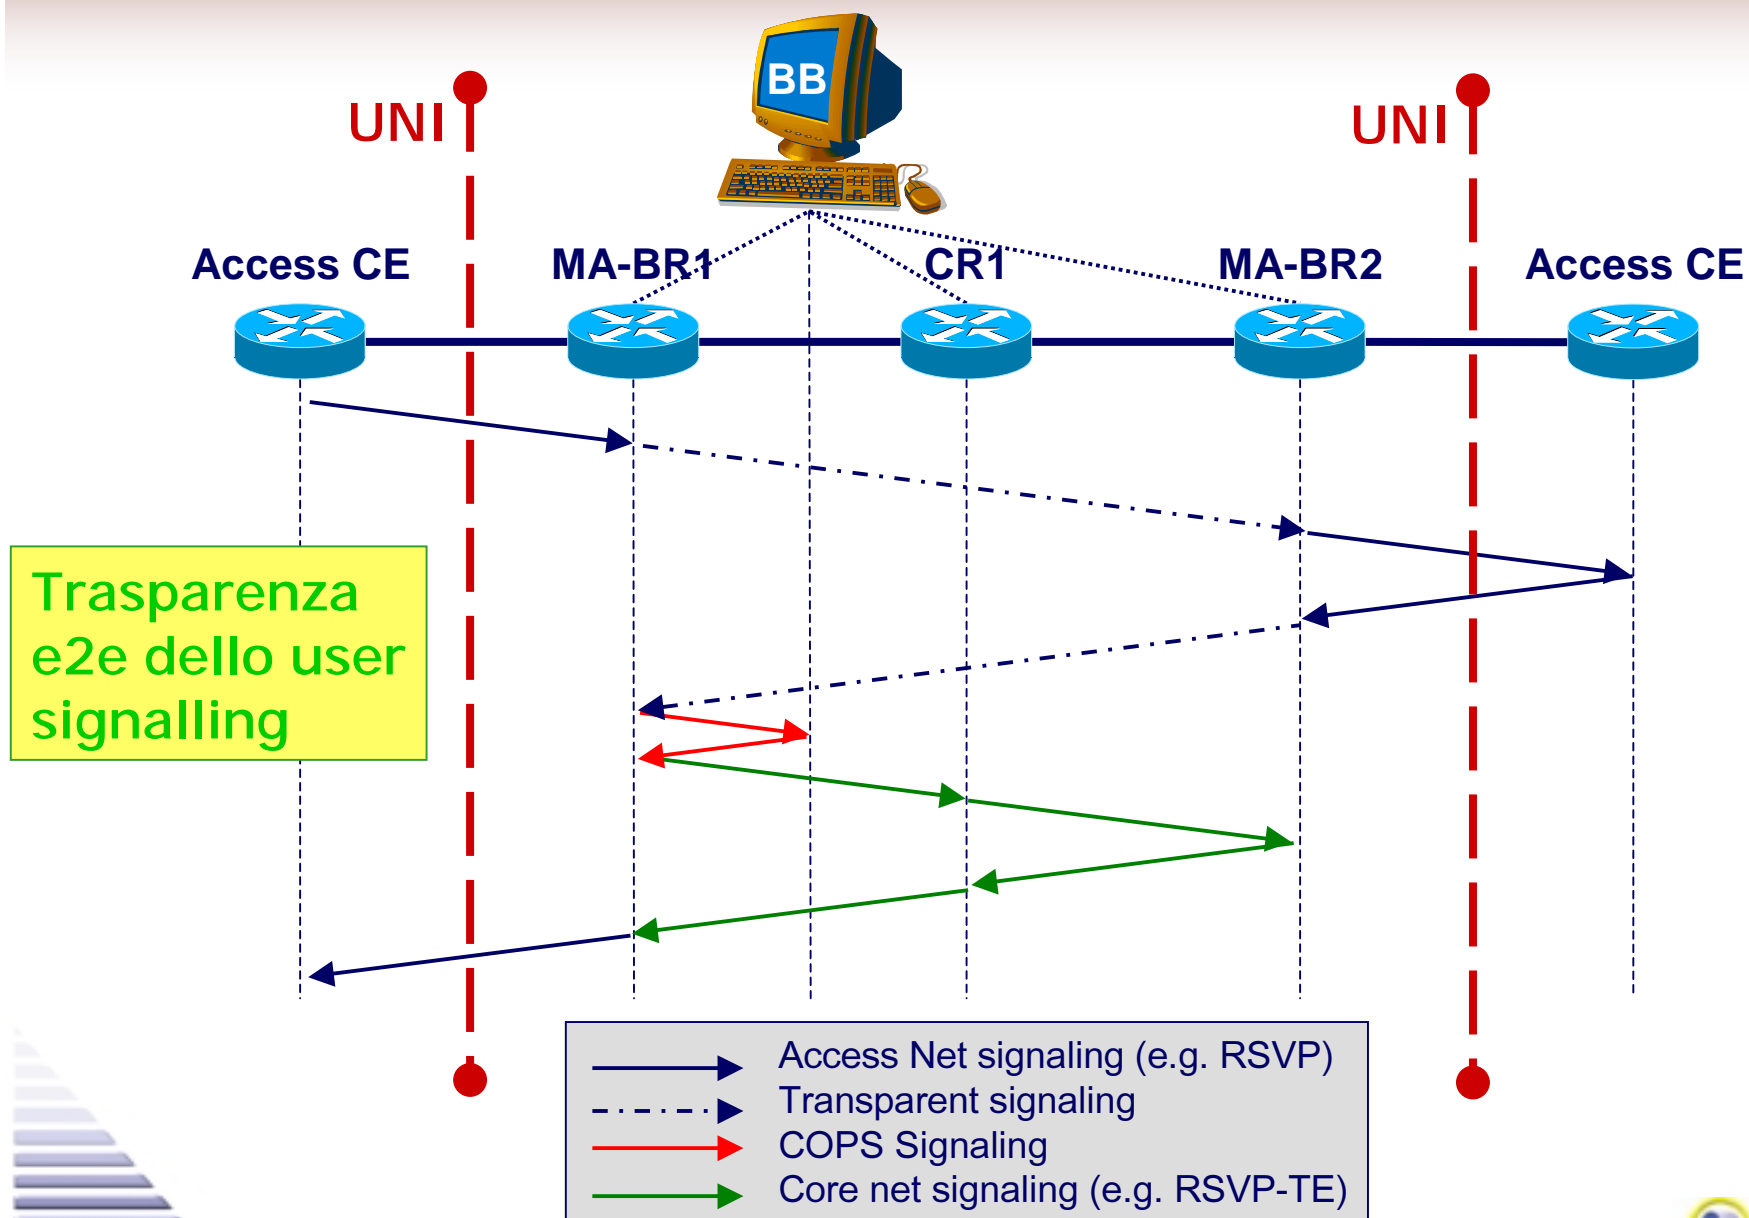 BB
UNI
UNI
Access CE
MA-BR1
CR1
MA-BR2
Access CE
Trasparenza
e2e dello user
signalling
Access Net signaling (e.g. RSVP)
Transparent signaling
COPS Signaling
Core net signaling (e.g. RSVP-TE)